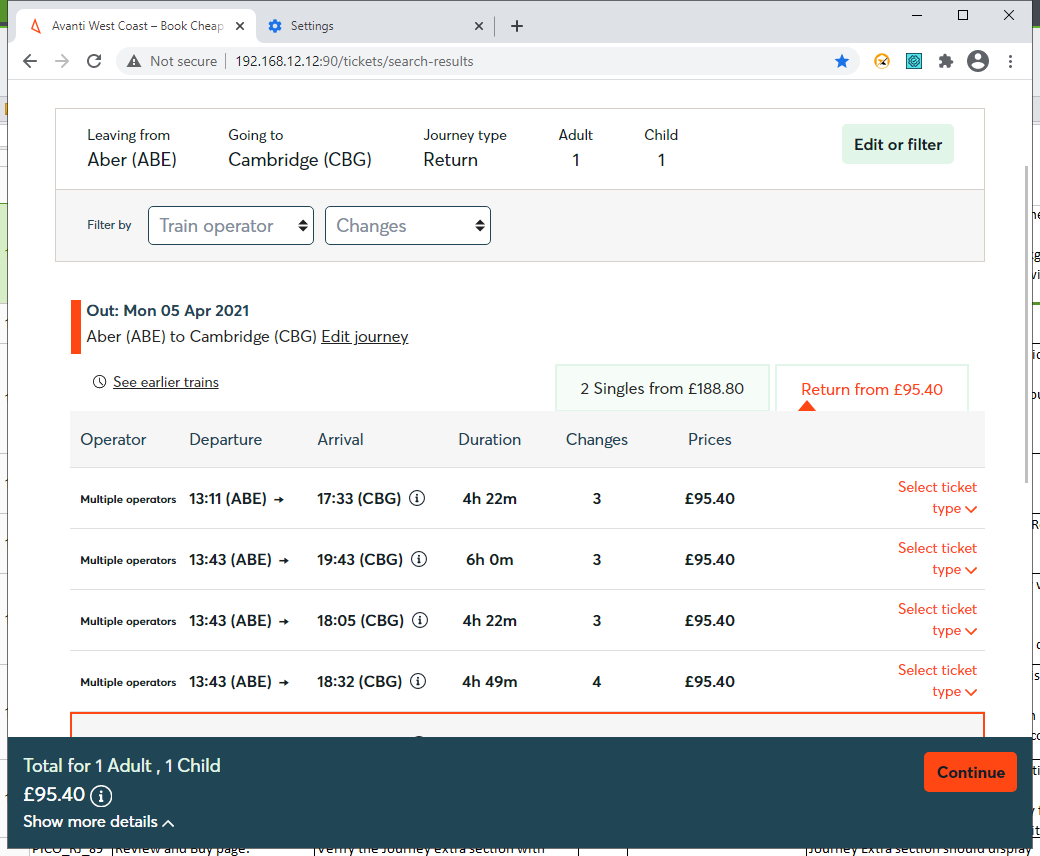 Avanti West Coast – Book Cheap
Settings
Not secure
192.168.12.12:90/tickets/search-results
Leaving from
Going to
Journey type
Adult
Child
Aber (ABE)
Cambridge (CBG)
Return
1
1
Edit or filter
Filter by
Train operator
Changes
Out: Mon 05 Apr 2021
Aber (ABE) to Cambridge (CBG) Edit journey
See earlier trains
2 Singles from £188.80
Return from £95.40
Operator Departure Arrival Duration Changes Prices
Multiple operators 13:11 (ABE) → 17:33 (CBG) 4h 22m 3 £95.40 Select ticket
type
Multiple operators 13:43 (ABE) → 19:43 (CBG) 6h 0m 3 £95.40 Select ticket
type
Multiple operators 13:43 (ABE) → 18:05 (CBG) 4h 22m 3 £95.40 Select ticket
type
Multiple operators 13:43 (ABE) → 18:32 (CBG) 4h 49m 4 £95.40 Select ticket
type
Total for 1 Adult , 1 Child
£95.40
Show more details
Continue
Review and Buy page. Verify the Journey extra section with Journey Extra section should display